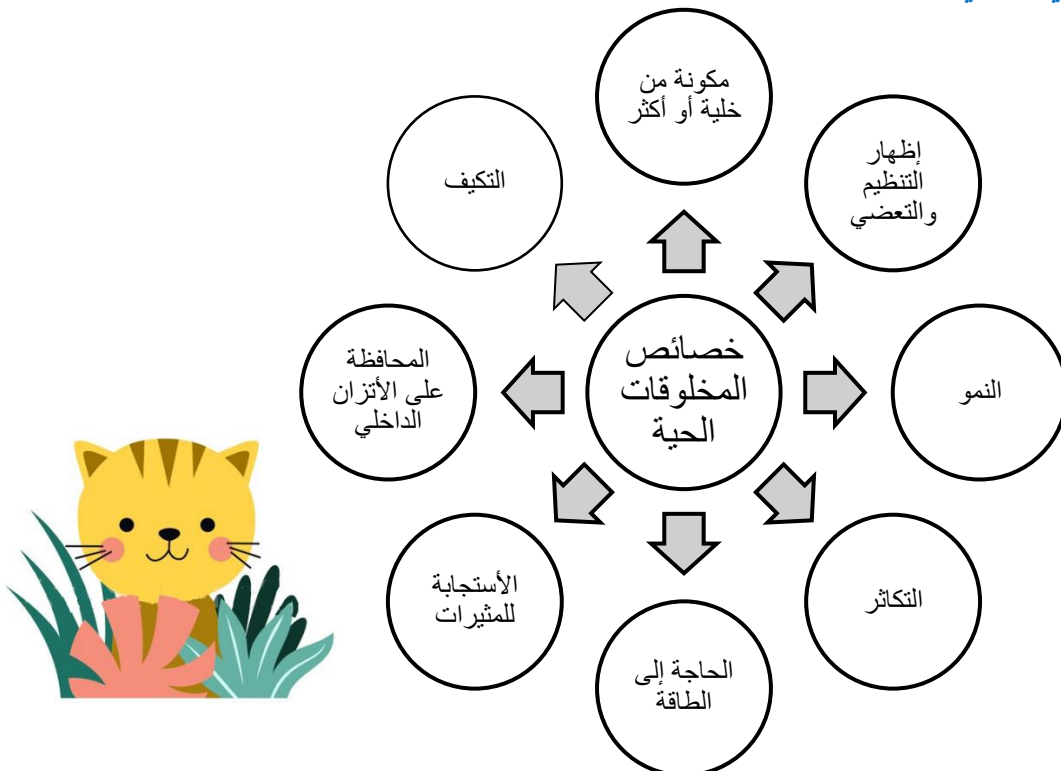 خصائص
المخلوقات
الحية
مكونة من
خلية أو أكثر
إظهار
التنظيم
والتعضي
النمو
التكاثر
الحاجة إلى
الطاقة
الأستجابة
للمثيرات
المحافظة
على الأتزان
الداخلي
التكيف